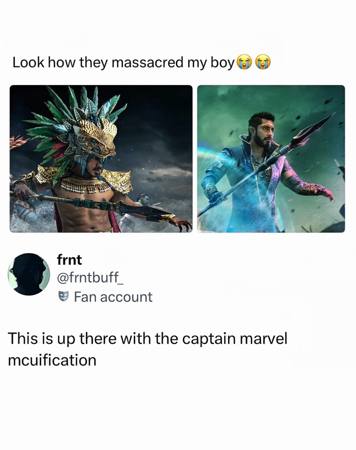 Look how they massacred my boy😭😭
frnt
@frntbuff_
Fan account
This is up there with the captain marvel
mcuification